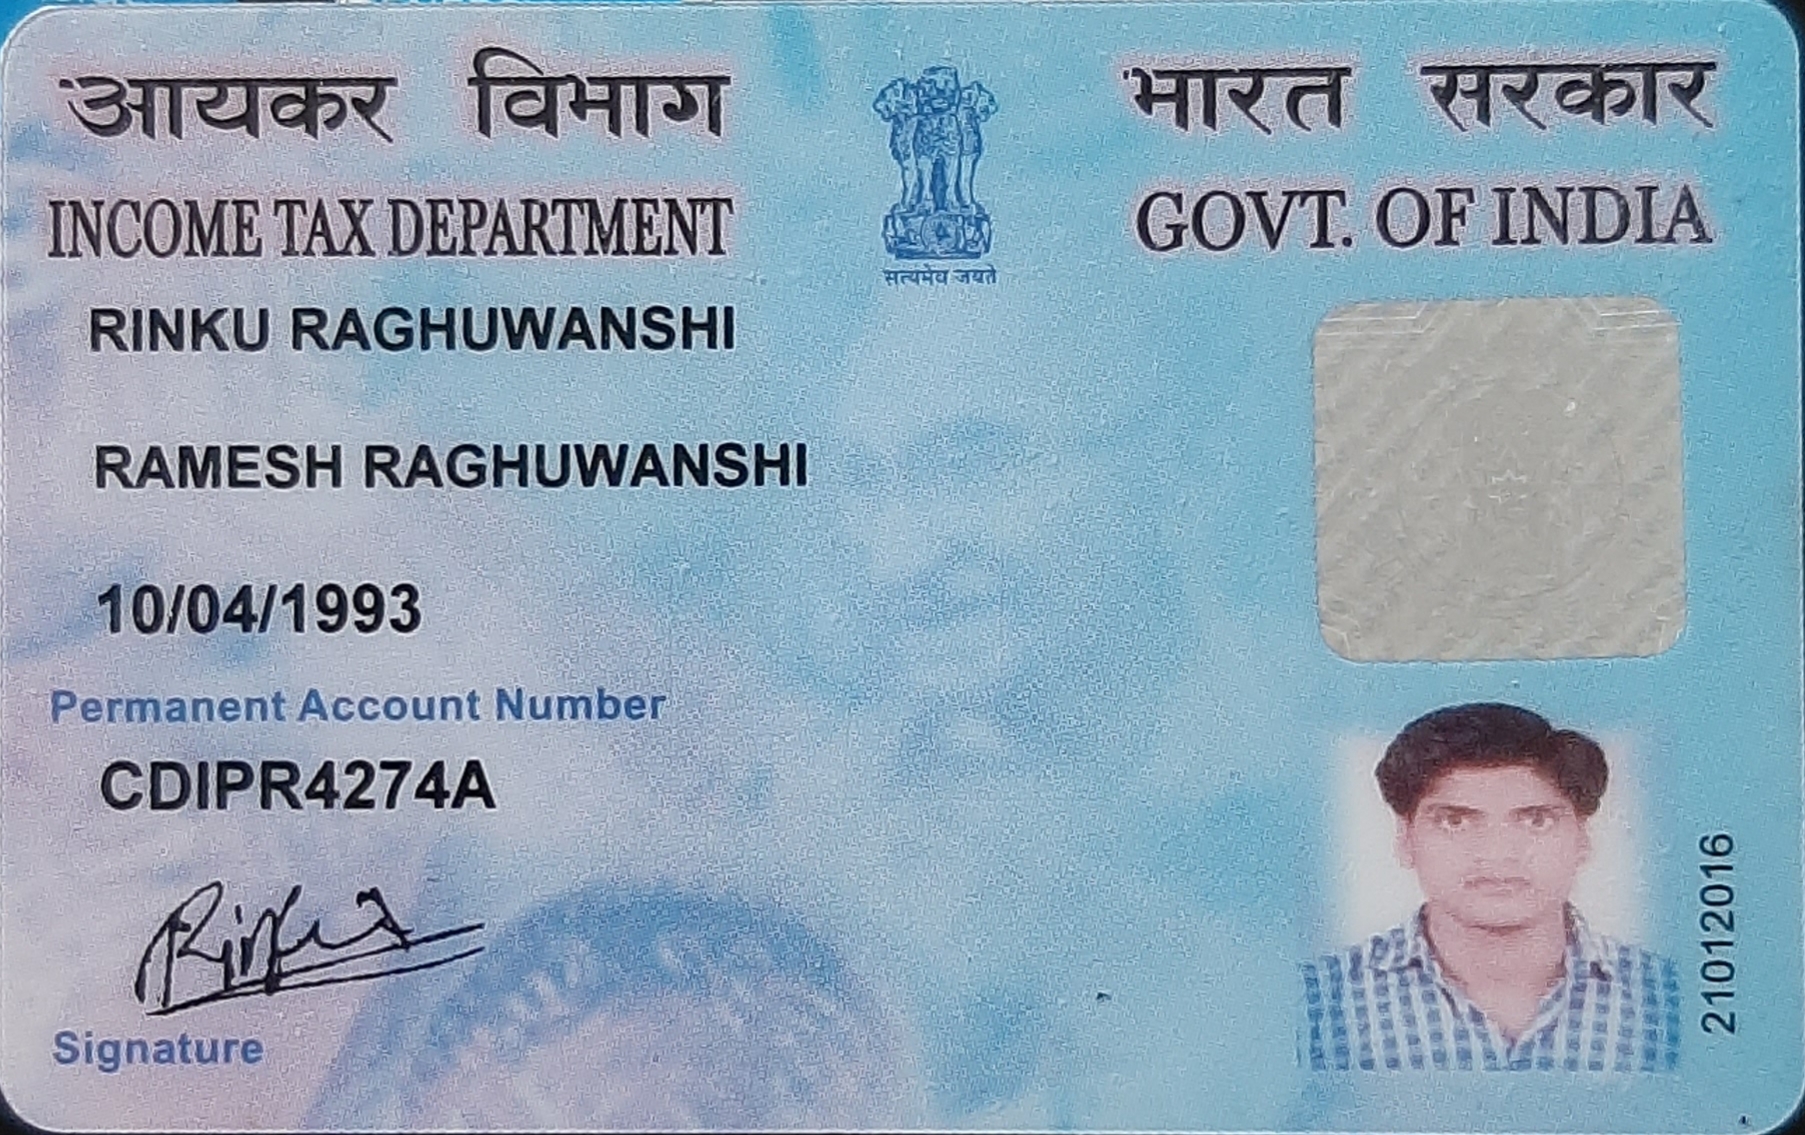 आयकर विभाग
INCOME TAX DEPARTMENT
सत्यमेव जयते
भारत सरकार
GOVT. OF INDIA
RINKU RAGHUWANSHI
RAMESH RAGHUWANSHI
10/04/1993
Permanent Account Number
CDIPR4274A
Rinku
Signature
21012016